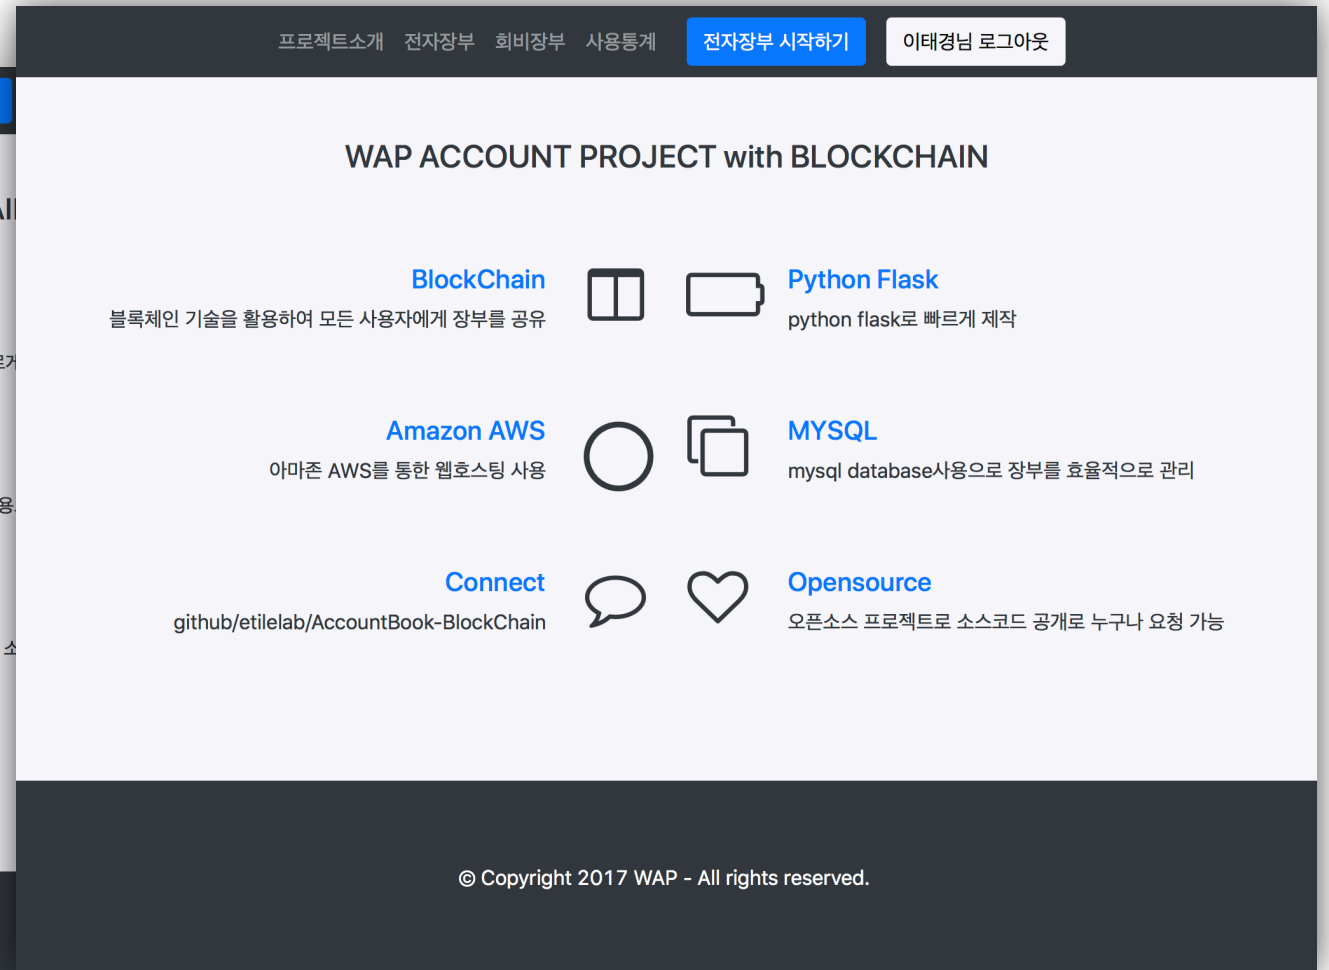 프로젝트소개 전자장부 회비장부 사용통계 전자장부 시작하기 이태경님 로그아웃
WAP ACCOUNT PROJECT with BLOCKCHAIN
BlockChain
블록체인 기술을 활용하여 모든 사용자에게 장부를 공유
Python Flask
python flask로 빠르게 제작
Amazon AWS
아마존 AWS를 통한 웹호스팅 사용
MYSQL
mysql database사용으로 장부를 효율적으로 관리
Connect
github/etilelab/AccountBook-BlockChain
Opensource
오픈소스 프로젝트로 소스코드 공개로 누구나 요청 가능
© Copyright 2017 WAP - All rights reserved.